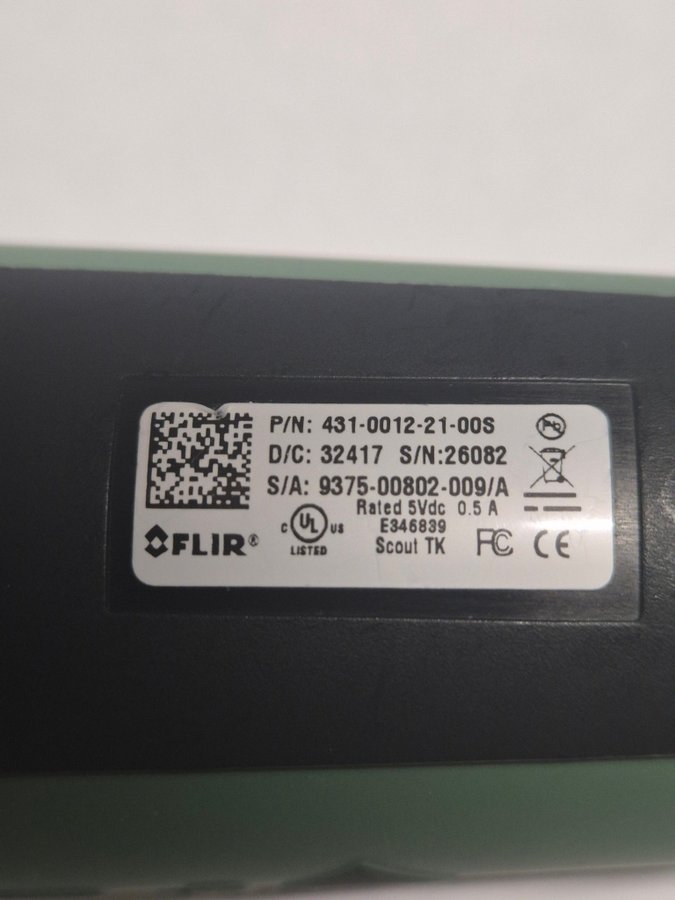 P/N: 431-0012-21-00S
D/C: 32417 S/N:26082
S/A: 9375-00802-009/A
Rated 5Vdc 0.5 A
E346839
Scout TK
FLIR®
C UL US
LISTED
FC CE
Pb